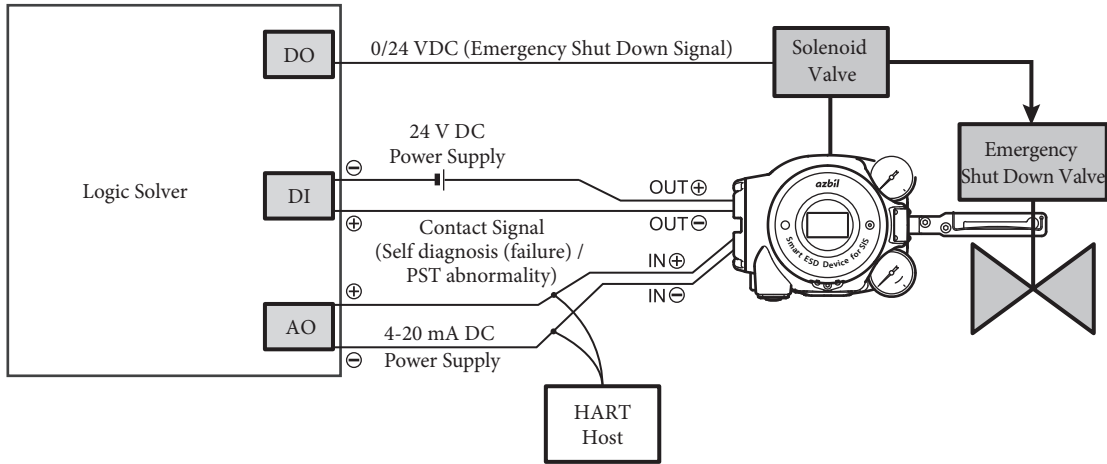 DO
0/24 VDC (Emergency Shut Down Signal)
Solenoid
Valve
24 V DC
Power Supply
⊖
Emergency
Shut Down Valve
Logic Solver
DI
OUT⊕
azbil
⊕
Contact Signal
(Self diagnosis (failure) /
PST abnormality)
OUT⊖
Smart ESD Device for SIS
IN⊕
IN⊖
⊕
AO
4-20 mA DC
Power Supply
⊖
HART
Host